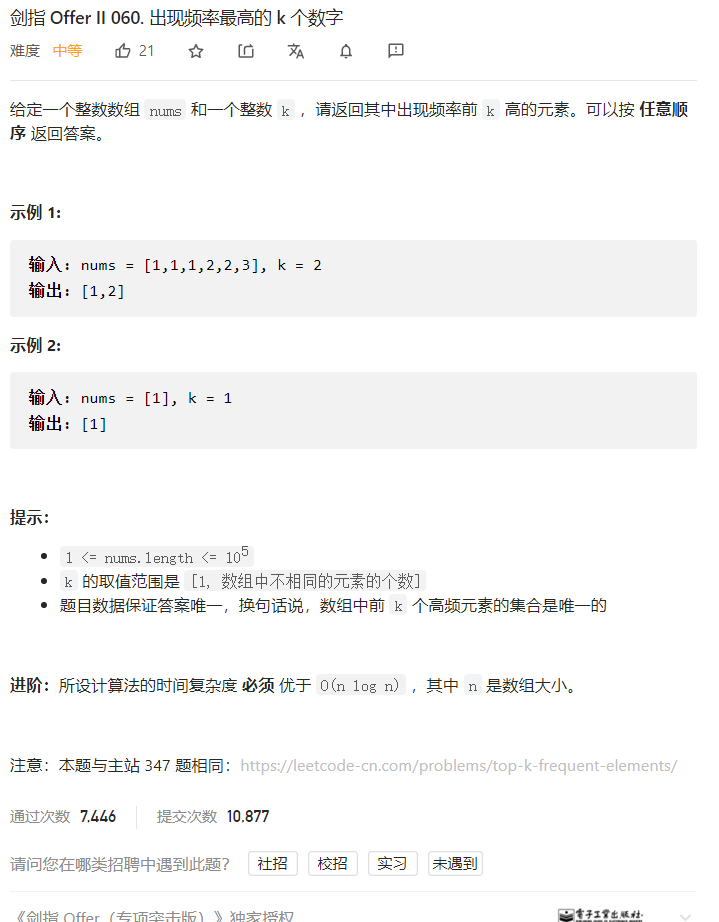 剑指 Offer II 060. 出现频率最高的 k 个数字
难度 中等 21
给定一个整数数组 nums 和一个整数 k ，请返回其中出现频率前 k 高的元素。可以按 任意顺
序 返回答案。
示例 1:
输入: nums = [1,1,1,2,2,3], k = 2
输出: [1,2]
示例 2:
输入: nums = [1], k = 1
输出: [1]
提示：
1 <= nums.length <= 10⁵
k 的取值范围是 [1, 数组中不相同的元素的个数]
题目数据保证答案唯一，换句话说，数组中前 k 个高频元素的集合是唯一的
进阶：所设计算法的时间复杂度 必须 优于 O(n log n) ，其中 n 是数组大小。
注意：本题与主站 347 题相同：https://leetcode-cn.com/problems/top-k-frequent-elements/
通过次数 7,446 提交次数 10,877
请问您在哪类招聘中遇到此题？ 社招 校招 实习 未遇到
《剑指 Offer（专项突击版）》独家授权 电子工业出版社